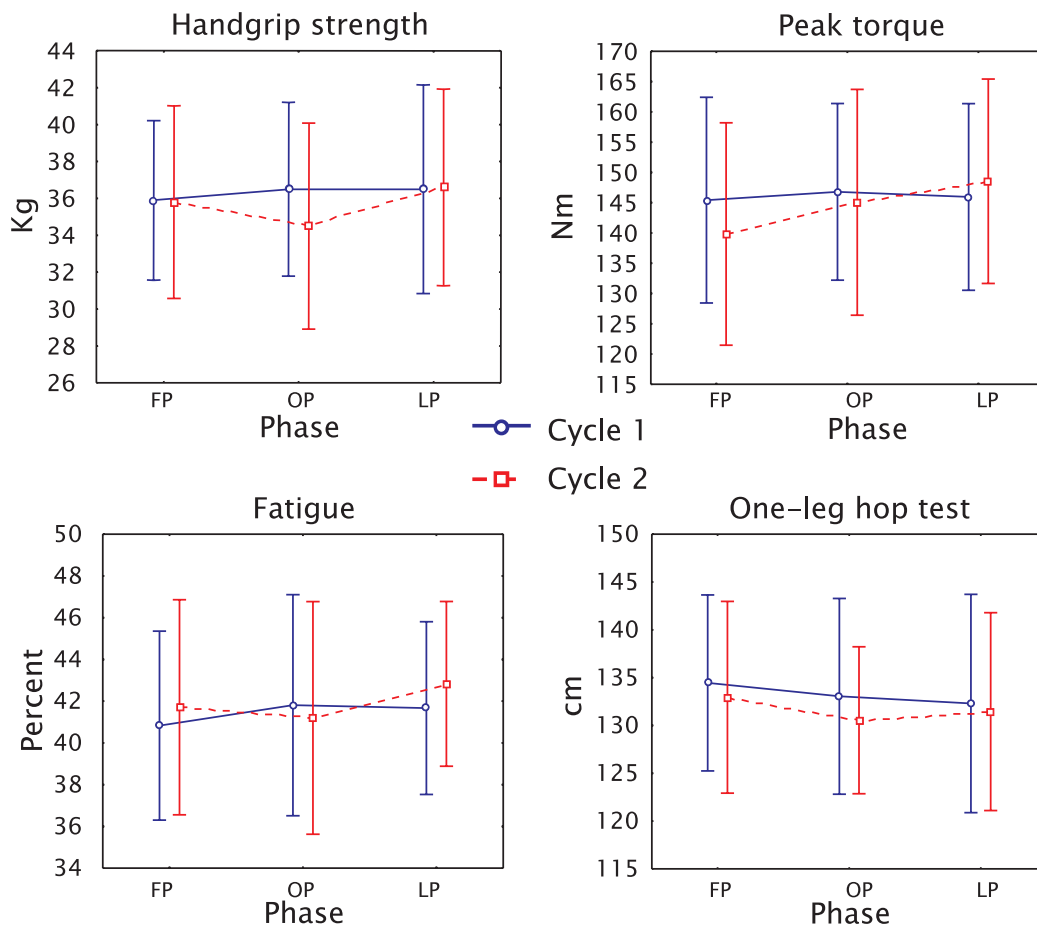 Handgrip strength
44
42
40
38
36
34
32
30
28
26
Kg
FP OP LP
Phase
Peak torque
170
165
160
155
150
145
140
135
130
125
120
115
Nm
FP OP LP
Phase
Cycle 1
Cycle 2
Fatigue
50
48
46
44
42
40
38
36
34
Percent
FP OP LP
Phase
One-leg hop test
150
145
140
135
130
125
120
115
cm
FP OP LP
Phase